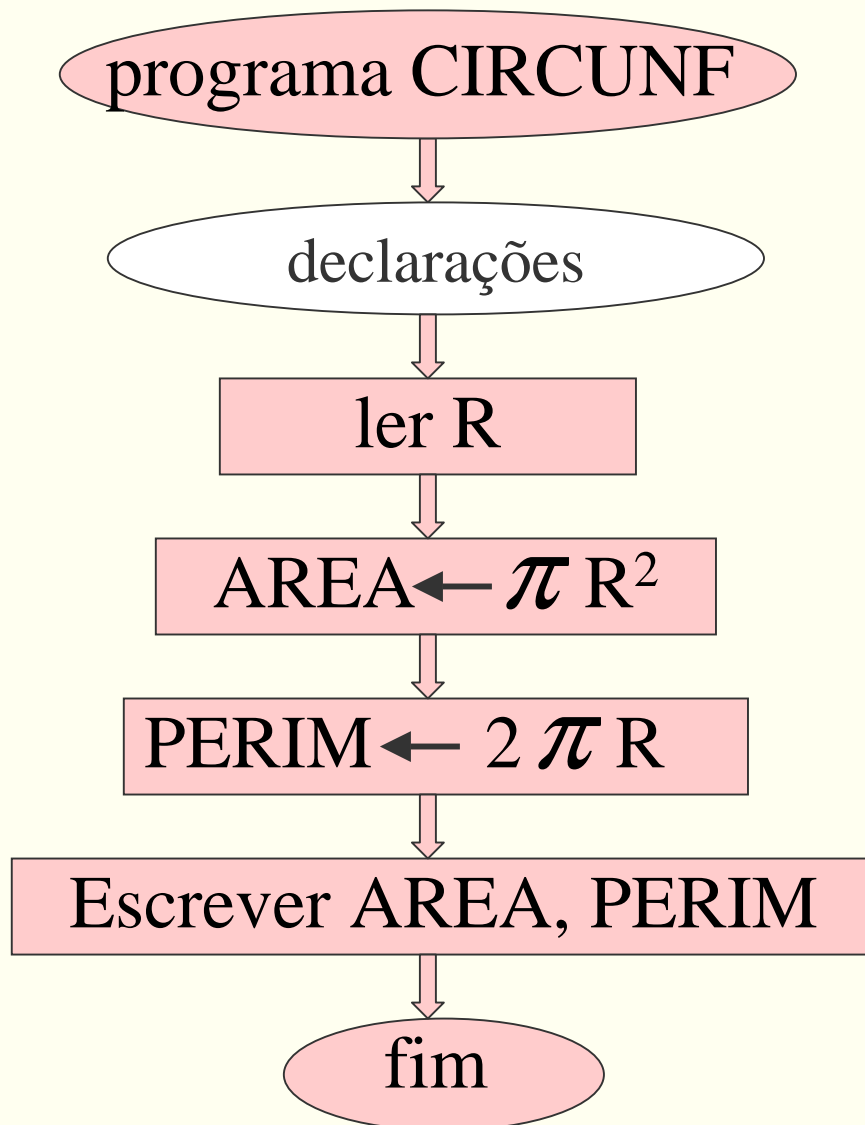 programa CIRCUNF
declarações
ler R
AREA ← π R²
PERIM ← 2 π R
Escrever AREA, PERIM
fim